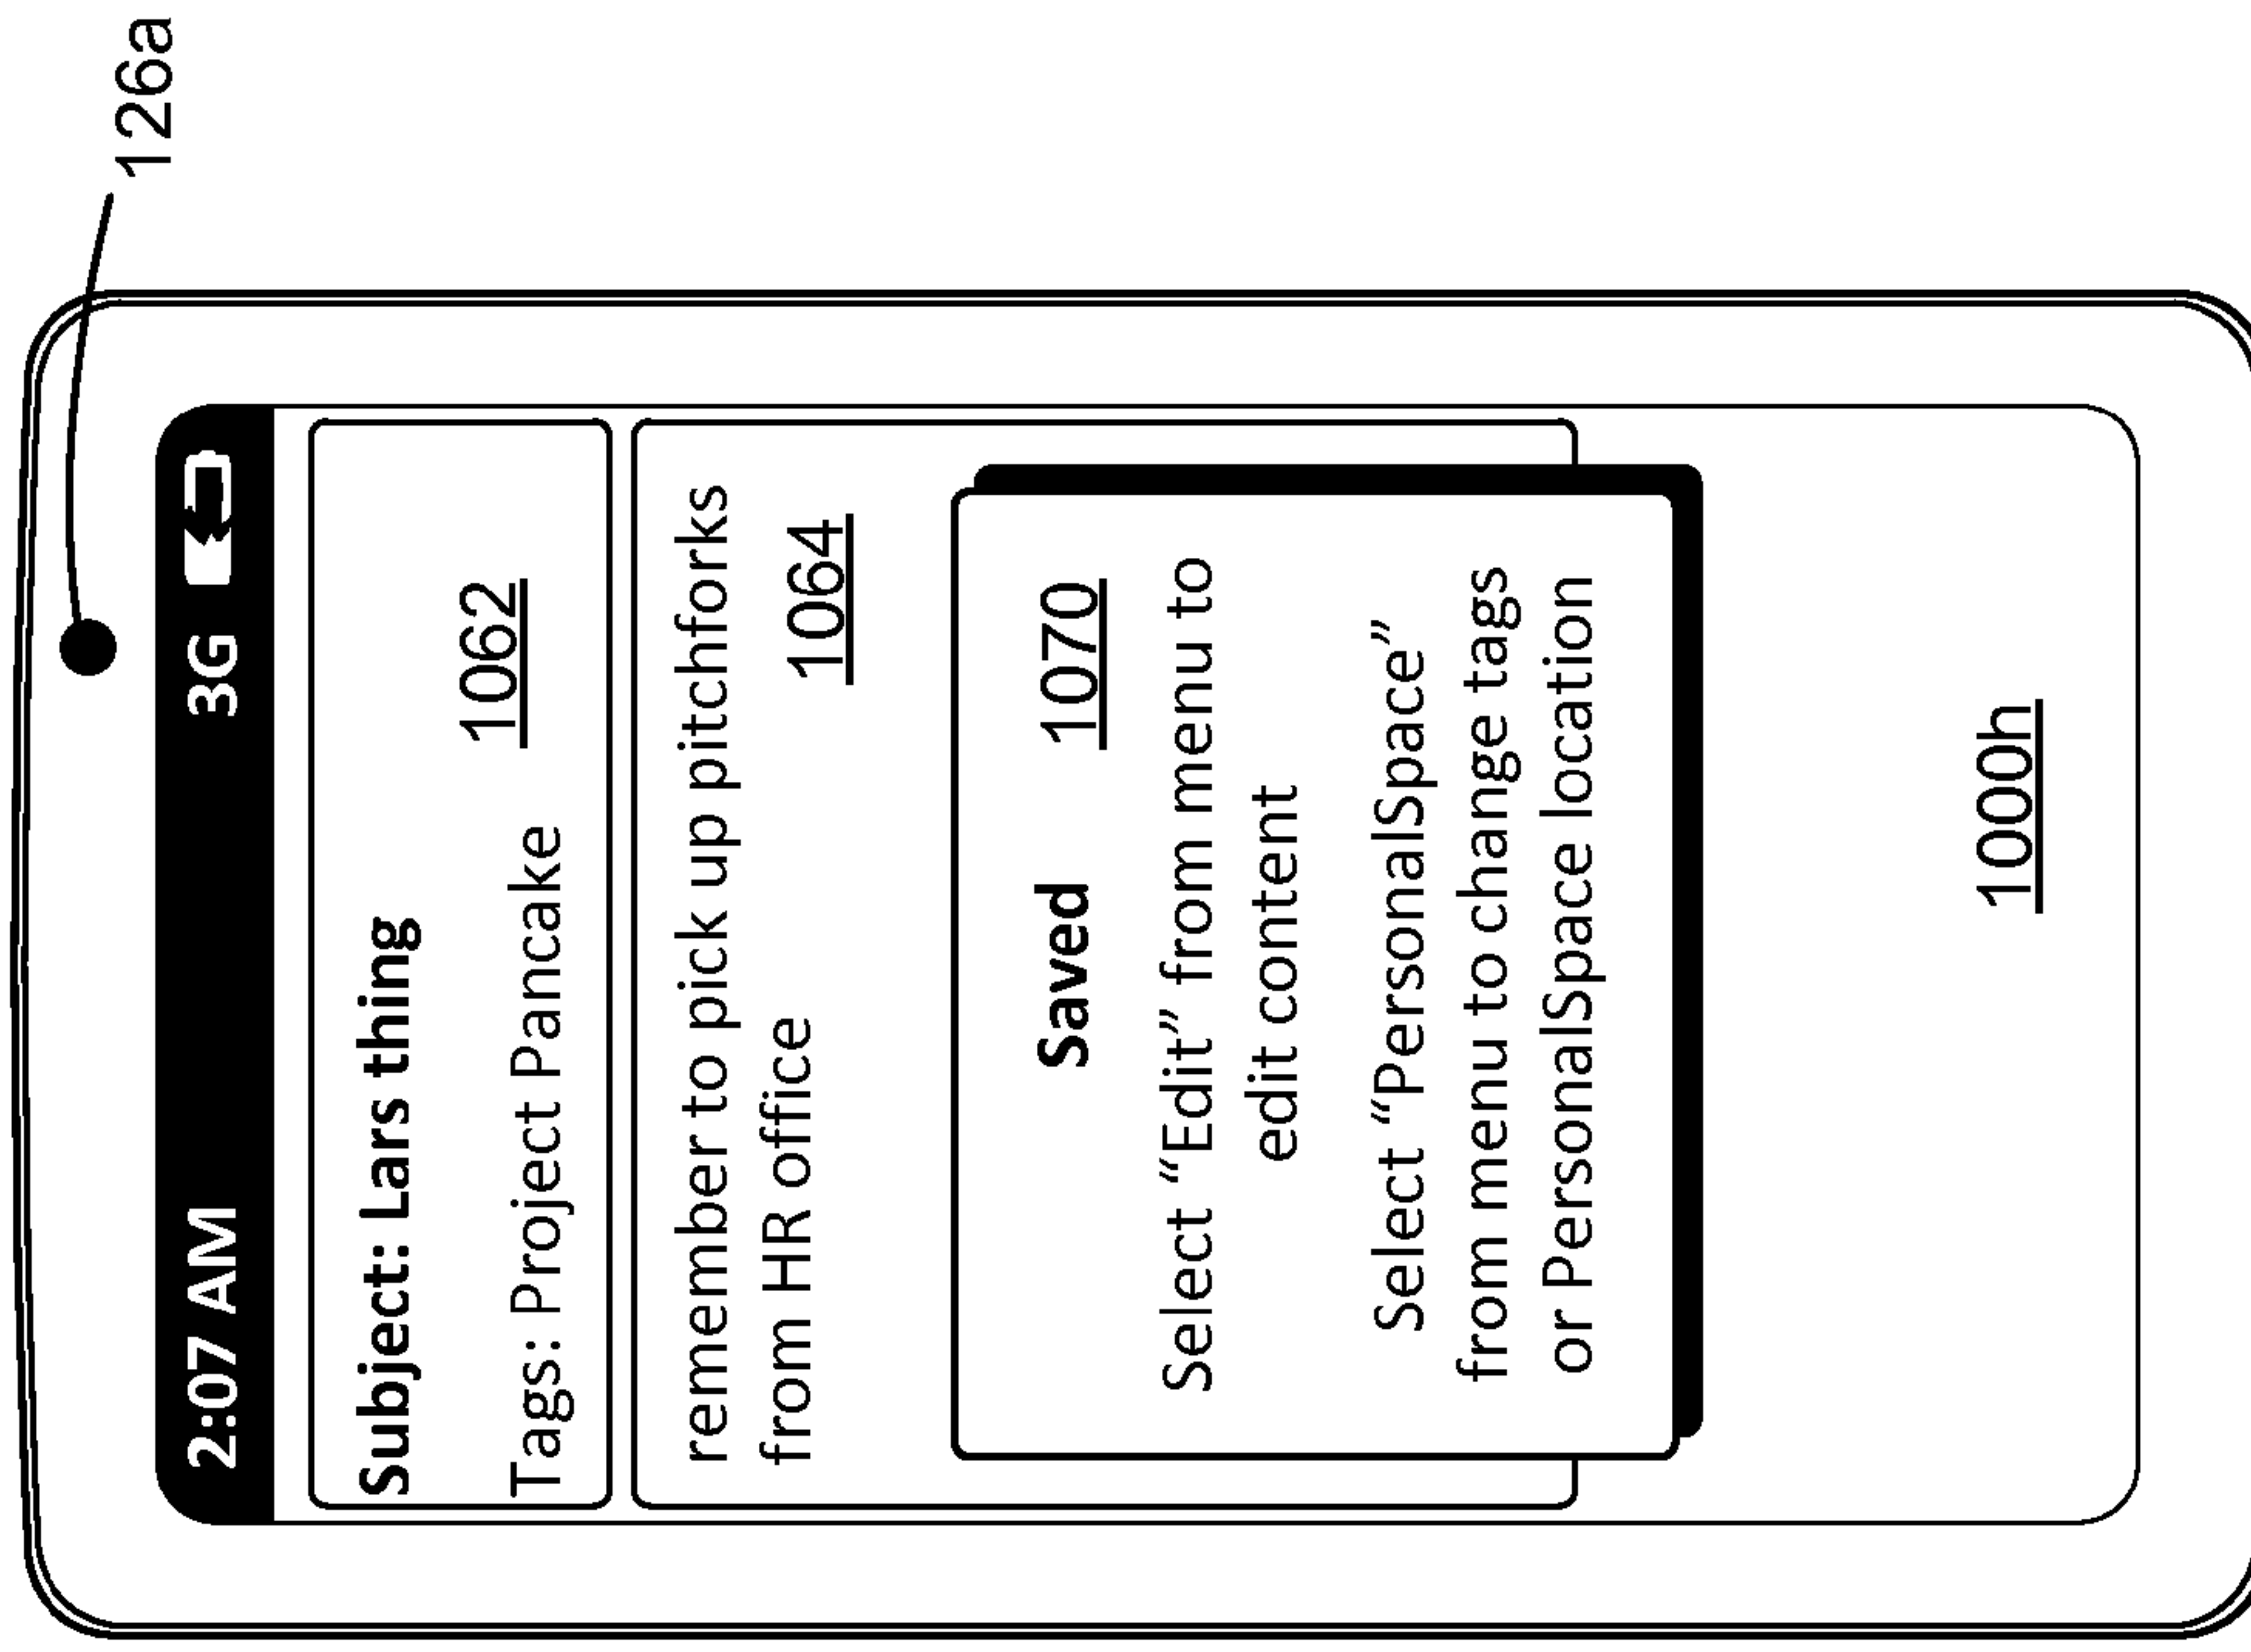 126a
2:07 AM 3G
Subject: Lars thing
1062
Tags: Project Pancake
remember to pick up pitchforks
from HR office
1064
Saved 1070
Select “Edit” from menu to
edit content
Select “PersonalSpace”
from menu to change tags
or PersonalSpace location
1000h